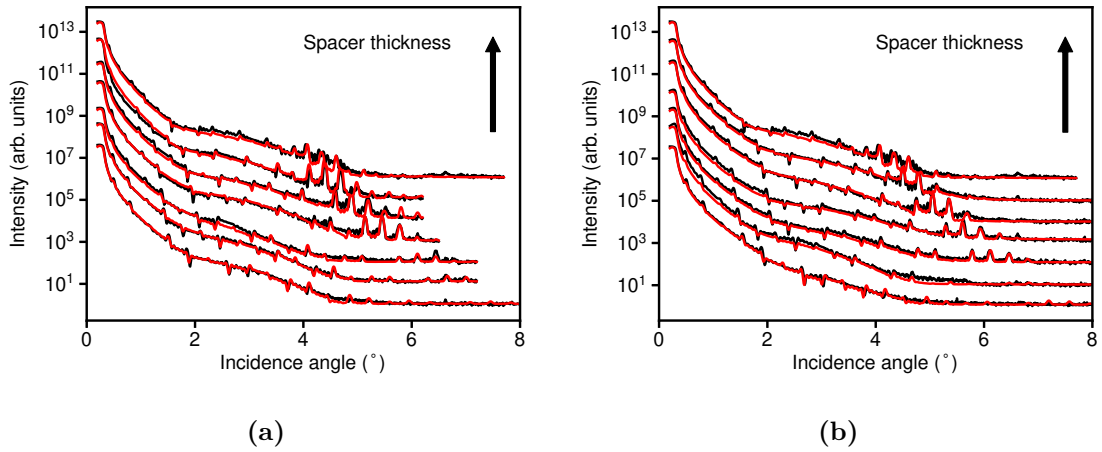 10^13
10^11
10^9
10^7
10^5
10^3
10^1
Intensity (arb. units)
Spacer thickness
0 2 4 6 8
Incidence angle (°)
(a)
10^13
10^11
10^9
10^7
10^5
10^3
10^1
Intensity (arb. units)
Spacer thickness
0 2 4 6 8
Incidence angle (°)
(b)